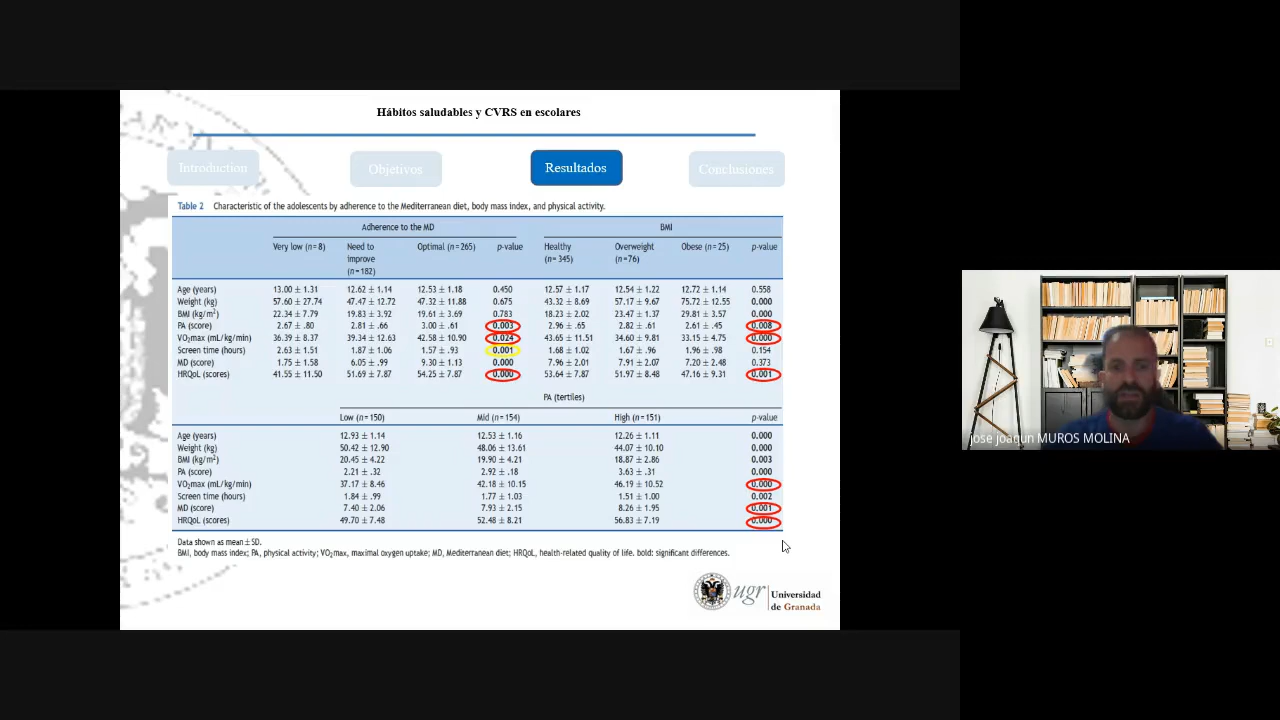 Hábitos saludables y CVRS en escolares
Introduction Objetivos Resultados Conclusiones
Table 2 Characteristic of the adolescents by adherence to the Mediterranean diet, body mass index, and physical activity.
Adherence to the MD BMI
Very low (n=8) Need to improve (n=182) Optimal (n=265) p-value Healthy (n=345) Overweight (n=76) Obese (n=25) p-value
Age (years) 13.00 ± 1.31 12.62 ± 1.14 12.53 ± 1.18 0.450 12.57 ± 1.17 12.54 ± 1.22 12.72 ± 1.14 0.558
Weight (kg) 57.60 ± 27.74 47.47 ± 12.72 47.32 ± 11.88 0.675 43.32 ± 8.69 57.17 ± 9.67 75.72 ± 12.55 0.000
BMI (kg/m²) 22.34 ± 7.79 19.83 ± 3.92 19.61 ± 3.69 0.783 18.23 ± 2.02 23.47 ± 1.37 29.81 ± 3.57 0.000
PA (score) 2.67 ± .80 2.81 ± .66 3.00 ± .61 0.003 2.96 ± .65 2.82 ± .61 2.61 ± .45 0.008
VO₂max (mL/kg/min) 36.39 ± 8.37 39.34 ± 12.63 42.58 ± 10.90 0.024 43.65 ± 11.51 34.60 ± 9.81 33.15 ± 4.75 0.000
Screen time (hours) 2.63 ± 1.51 1.87 ± 1.06 1.57 ± .93 0.001 1.68 ± 1.02 1.67 ± .96 1.96 ± .98 0.154
MD (score) 1.75 ± 1.58 6.05 ± .99 9.30 ± 1.13 0.000 7.96 ± 2.01 7.91 ± 2.07 7.20 ± 2.48 0.373
HRQoL (scores) 41.55 ± 11.50 51.69 ± 7.87 54.25 ± 7.87 0.000 53.64 ± 7.87 51.97 ± 8.48 47.16 ± 9.31 0.001
PA (tertiles)
Low (n=150) Mid (n=154) High (n=151) p-value
Age (years) 12.93 ± 1.14 12.53 ± 1.16 12.26 ± 1.11 0.000
Weight (kg) 50.42 ± 12.90 48.06 ± 13.61 44.07 ± 10.10 0.000
BMI (kg/m²) 20.45 ± 4.22 19.90 ± 4.21 18.87 ± 2.86 0.003
PA (score) 2.21 ± .32 2.92 ± .18 3.63 ± .31 0.000
VO₂max (mL/kg/min) 37.17 ± 8.46 42.18 ± 10.15 46.19 ± 10.52 0.000
Screen time (hours) 1.84 ± .99 1.77 ± 1.03 1.51 ± 1.00 0.002
MD (score) 7.40 ± 2.06 7.93 ± 2.15 8.26 ± 1.95 0.001
HRQoL (scores) 49.70 ± 7.48 52.48 ± 8.21 56.83 ± 7.19 0.000
Data shown as mean ± SD.
BMI, body mass index; PA, physical activity; VO₂max, maximal oxygen uptake; MD, Mediterranean diet; HRQoL, health-related quality of life. bold: significant differences.
ugr Universidad
de Granada
jose joaqun MUROS MOLINA